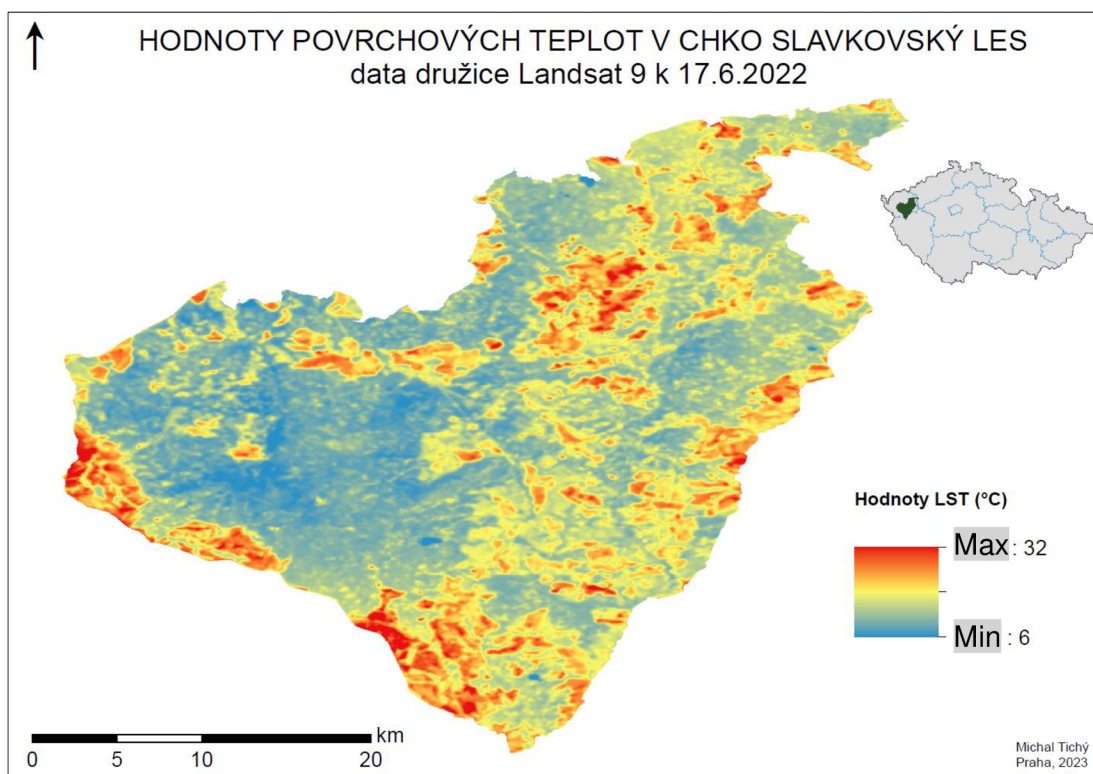 HODNOTY POVRCHOVÝCH TEPLOT V CHKO SLAVKOVSKÝ LES
data družice Landsat 9 k 17.6.2022
Hodnoty LST (°C)
Max : 32
Min : 6
km
0 5 10 20
Michal Tichý
Praha, 2023